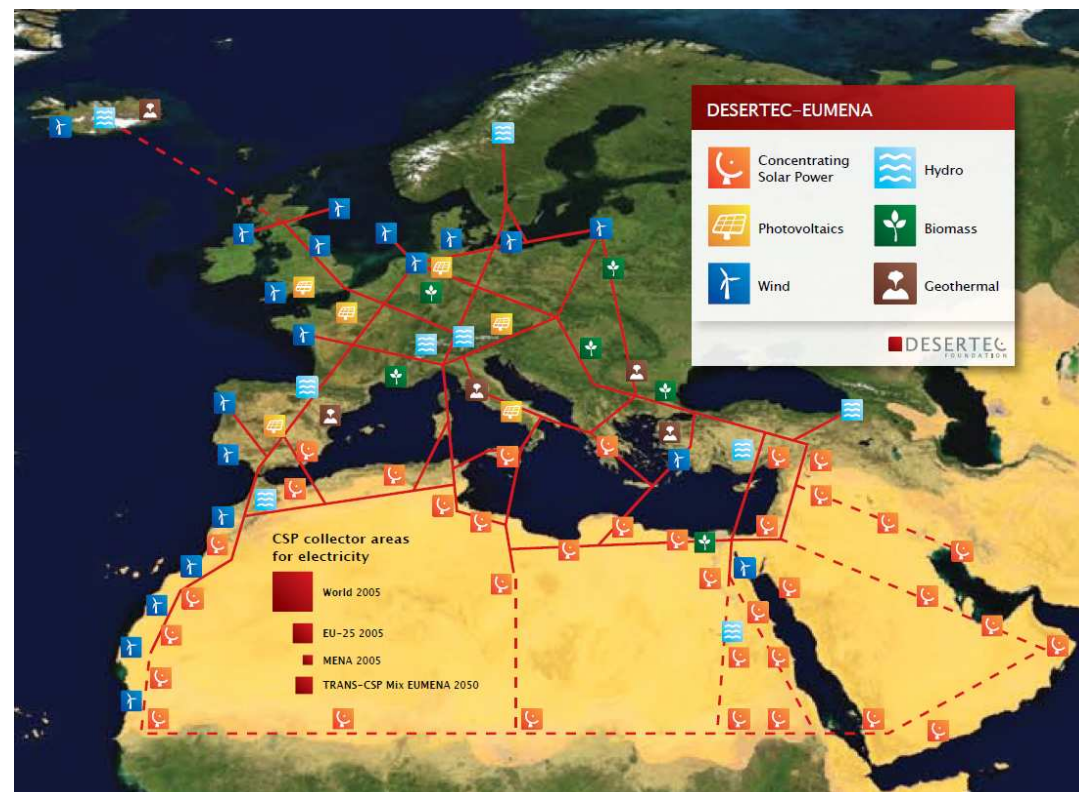 DESERTEC–EUMENA
Concentrating
Solar Power
Hydro
Photovoltaics
Biomass
Wind
Geothermal
DESERTEC
FOUNDATION
CSP collector areas
for electricity
World 2005
EU-25 2005
MENA 2005
TRANS-CSP Mix EUMENA 2050